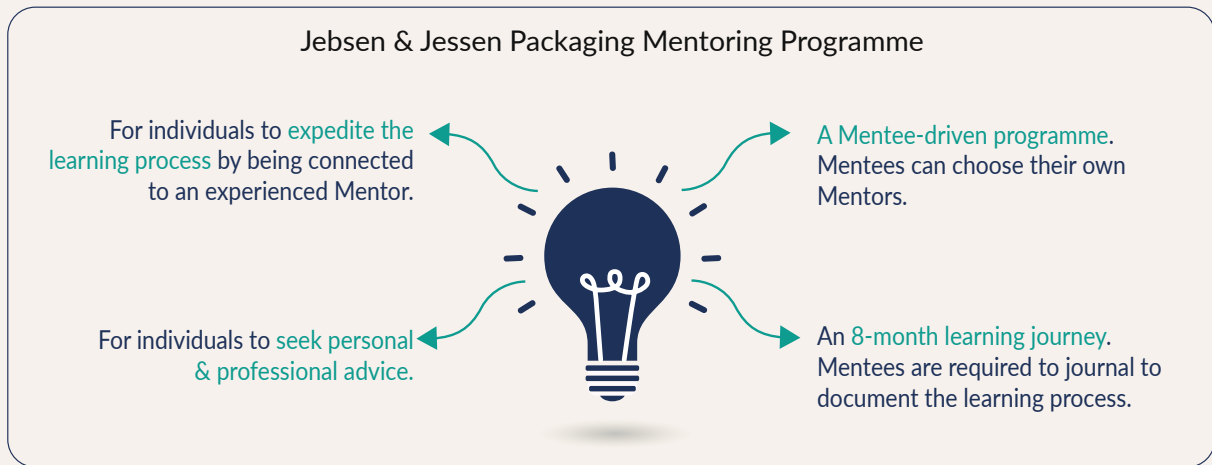 Jebsen & Jessen Packaging Mentoring Programme
For individuals to expedite the
learning process by being connected
to an experienced Mentor.
A Mentee-driven programme.
Mentees can choose their own
Mentors.
For individuals to seek personal
& professional advice.
An 8-month learning journey.
Mentees are required to journal to
document the learning process.